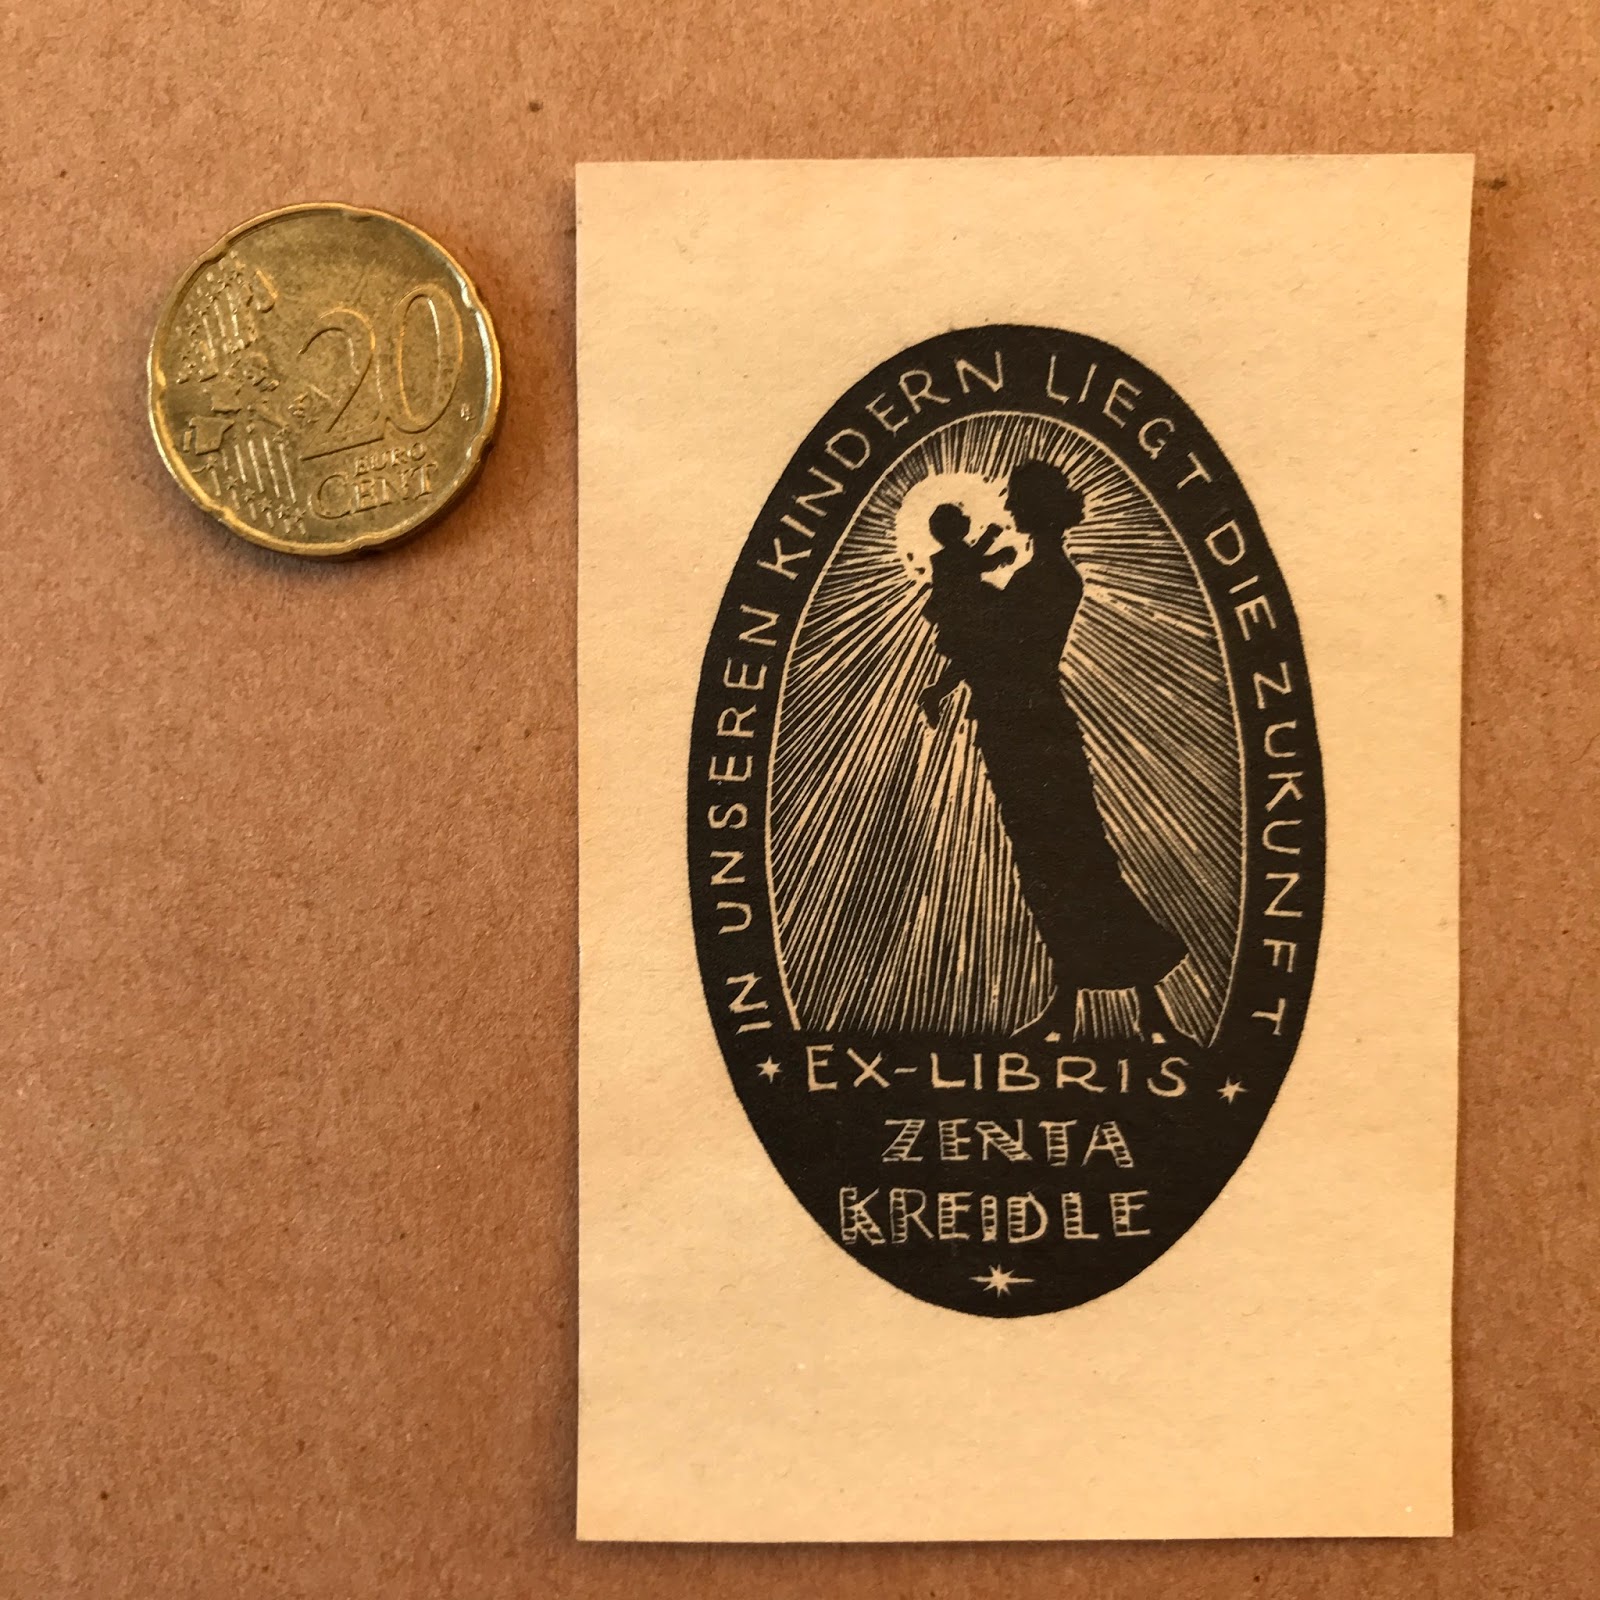 20
EURO
CENT
IN UNSEREN KINDERN LIEGT DIE ZUKUNFT
EX-LIBRIS
ZENTA
KREIDLE